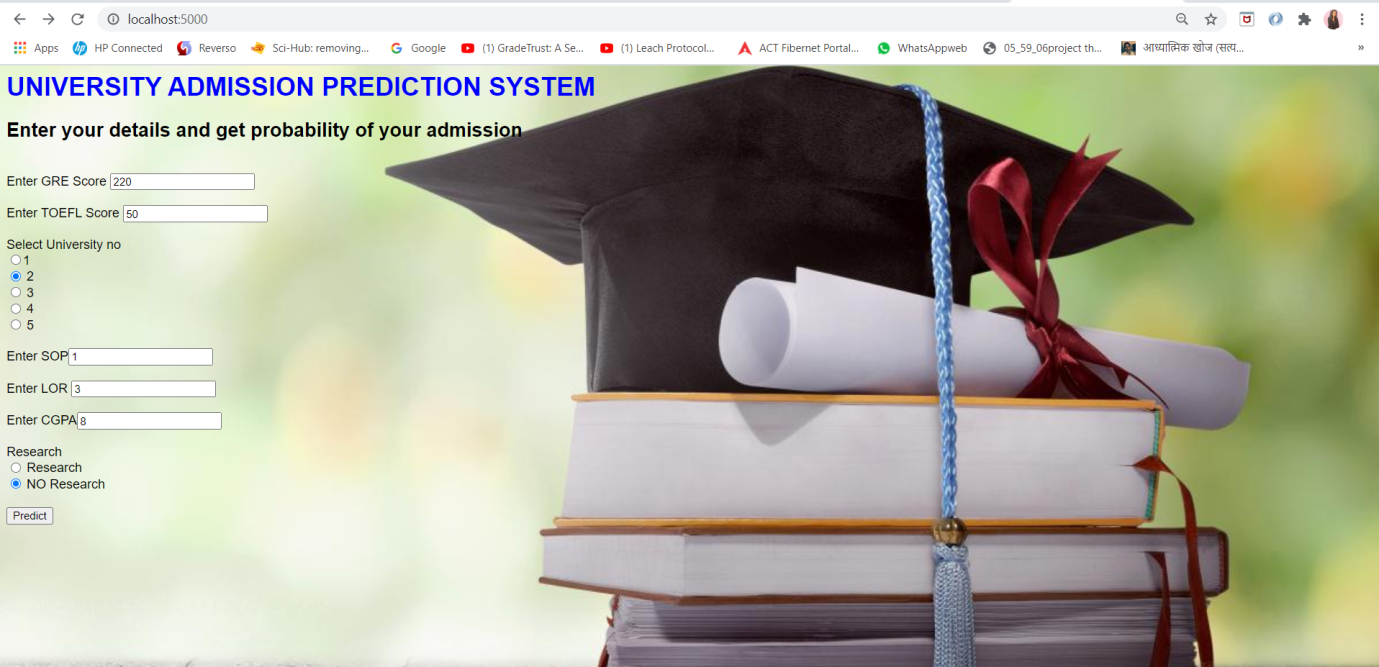 localhost:5000
Apps HP Connected Reverso Sci-Hub: removing... Google (1) GradeTrust: A Se... (1) Leach Protocol... ACT Fibernet Portal... WhatsAppweb 05_59_06project th... आध्यात्मिक खोज (सत्य... »
UNIVERSITY ADMISSION PREDICTION SYSTEM
Enter your details and get probability of your admission
Enter GRE Score 220
Enter TOEFL Score 50
Select University no
1
2
3
4
5
Enter SOP 1
Enter LOR 3
Enter CGPA 8
Research
Research
NO Research
Predict